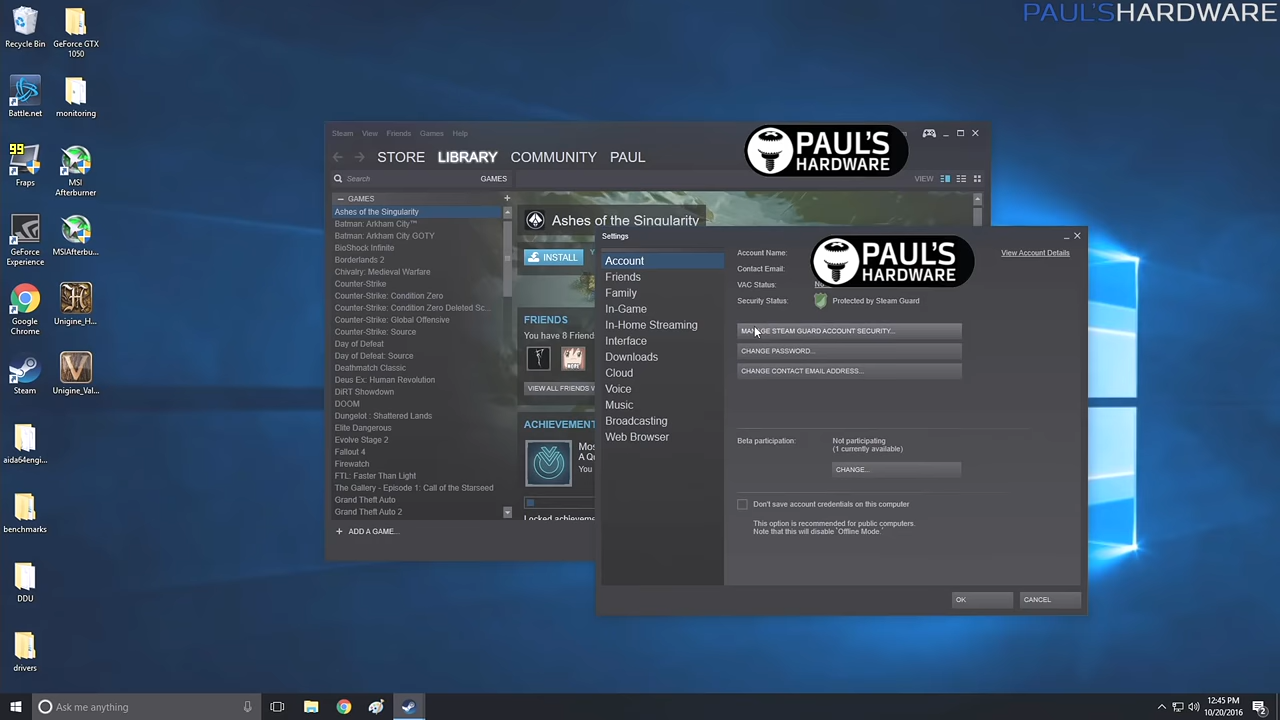 PAUL'SHARDWARE
Recycle Bin
GeForce GTX
1050
Battle.net
monitoring
99
Fraps
MSI
Afterburner
GeForce
Experience
MSIAfterbu...
Google
Chrome
Unigine_H...
Steam
Unigine_Val...
aida64engi...
benchmarks
DDU
drivers
Steam View Friends Games Help
PAUL'S
HARDWARE
STORE LIBRARY COMMUNITY PAUL
Search GAMES
VIEW
GAMES
Ashes of the Singularity
Batman: Arkham City™
Batman: Arkham City GOTY
BioShock Infinite
Borderlands 2
Chivalry: Medieval Warfare
Counter-Strike
Counter-Strike: Condition Zero
Counter-Strike: Condition Zero Deleted Sc...
Counter-Strike: Global Offensive
Counter-Strike: Source
Day of Defeat
Day of Defeat: Source
Deathmatch Classic
Deus Ex: Human Revolution
DiRT Showdown
DOOM
Dungelot : Shattered Lands
Elite Dangerous
Evolve Stage 2
Fallout 4
Firewatch
FTL: Faster Than Light
The Gallery - Episode 1: Call of the Starseed
Grand Theft Auto
Grand Theft Auto 2
ADD A GAME...
Ashes of the Singularity
INSTALL
FRIENDS
You have 8 Friend
VIEW ALL FRIENDS
ACHIEVEMEN
Mos
A Qu
You
Locked achieveme
Settings
Account
Friends
Family
In-Game
In-Home Streaming
Interface
Downloads
Cloud
Voice
Music
Broadcasting
Web Browser
Account Name:
PAUL'S
HARDWARE
View Account Details
Contact Email:
VAC Status:
Security Status: Protected by Steam Guard
MANAGE STEAM GUARD ACCOUNT SECURITY...
CHANGE PASSWORD...
CHANGE CONTACT EMAIL ADDRESS...
Beta participation: Not participating
(1 currently available)
CHANGE...
Don't save account credentials on this computer
This option is recommended for public computers.
Note that this will disable 'Offline Mode.'
OK CANCEL
Ask me anything
12:45 PM
10/20/2016
2